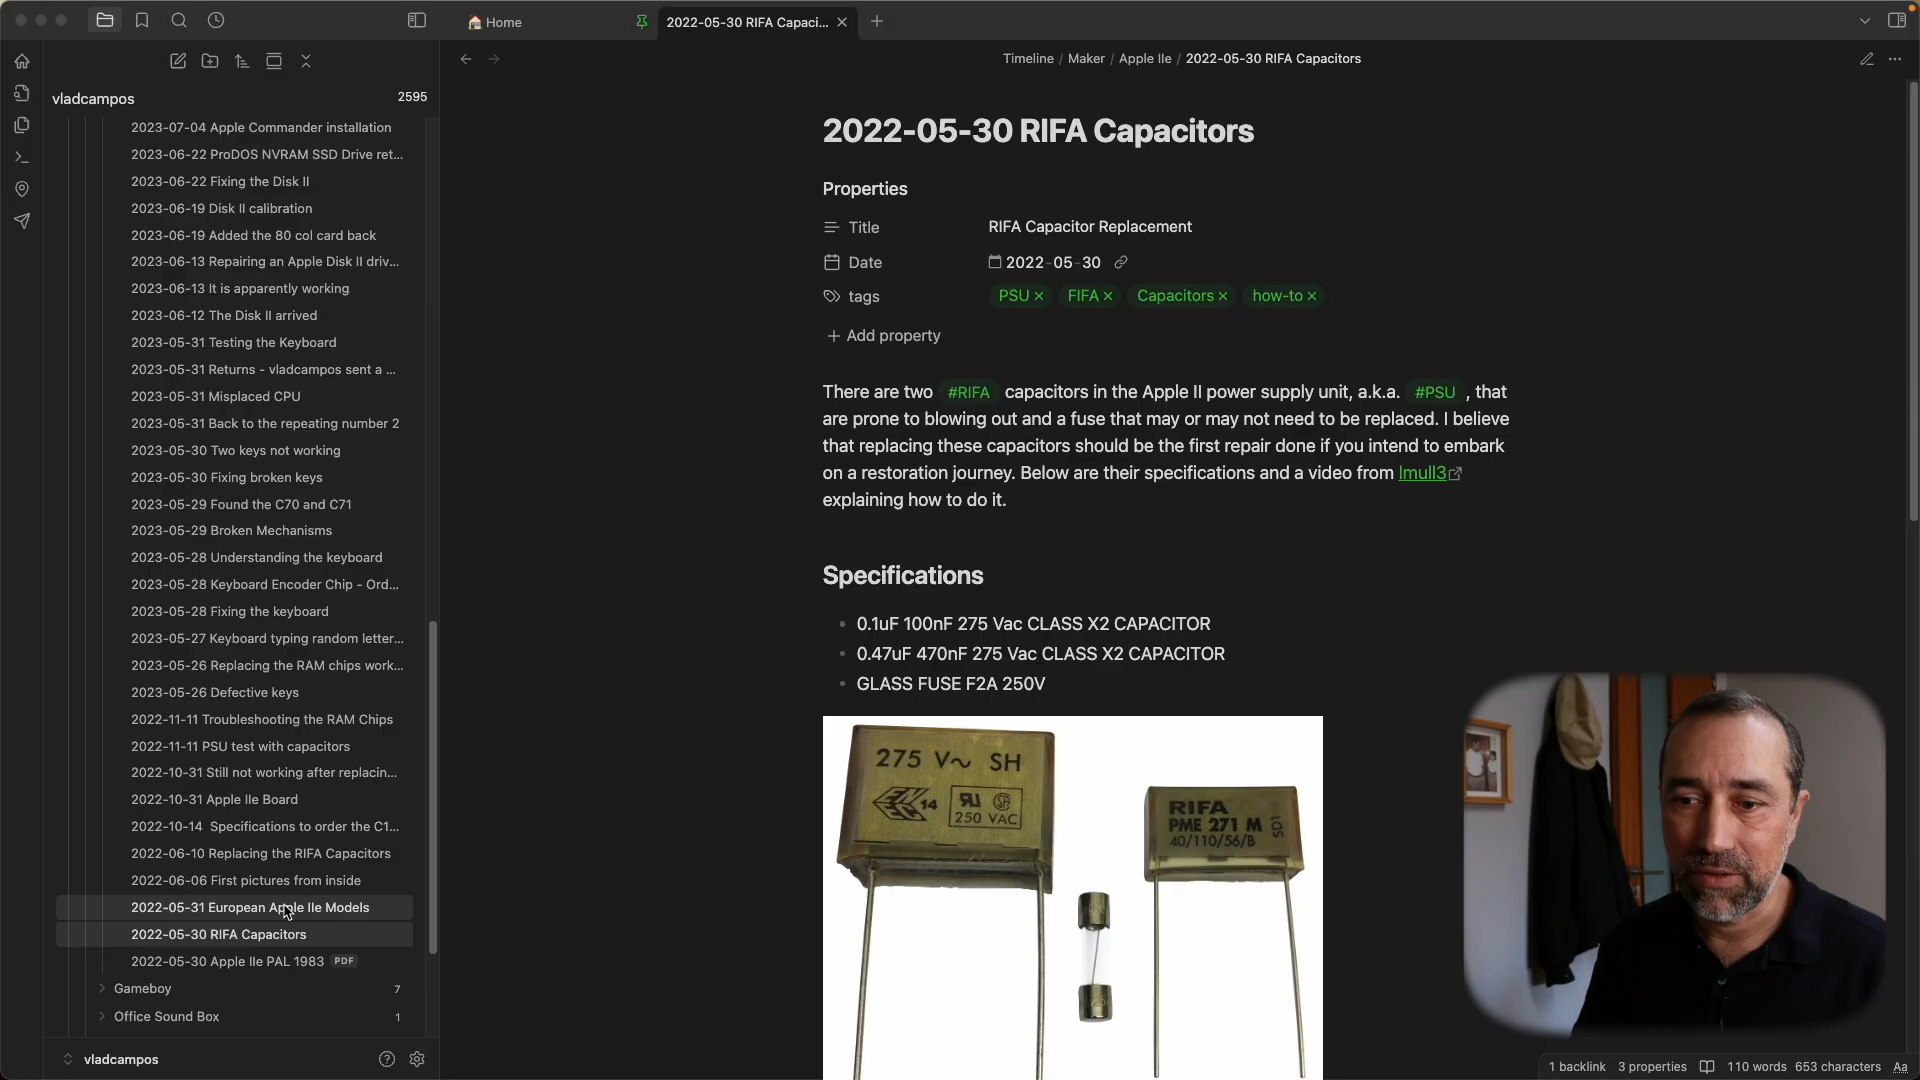 Home
2022-05-30 RIFA Capaci...
vladcampos
2595
Timeline / Maker / Apple IIe / 2022-05-30 RIFA Capacitors
2023-07-04 Apple Commander installation
2023-06-22 ProDOS NVRAM SSD Drive ret...
2023-06-22 Fixing the Disk II
2023-06-19 Disk II calibration
2023-06-19 Added the 80 col card back
2023-06-13 Repairing an Apple Disk II driv...
2023-06-13 It is apparently working
2023-06-12 The Disk II arrived
2023-05-31 Testing the Keyboard
2023-05-31 Returns - vladcampos sent a ...
2023-05-31 Misplaced CPU
2023-05-31 Back to the repeating number 2
2023-05-30 Two keys not working
2023-05-30 Fixing broken keys
2023-05-29 Found the C70 and C71
2023-05-29 Broken Mechanisms
2023-05-28 Understanding the keyboard
2023-05-28 Keyboard Encoder Chip - Ord...
2023-05-28 Fixing the keyboard
2023-05-27 Keyboard typing random letter...
2023-05-26 Replacing the RAM chips work...
2023-05-26 Defective keys
2022-11-11 Troubleshooting the RAM Chips
2022-11-11 PSU test with capacitors
2022-10-31 Still not working after replacin...
2022-10-31 Apple IIe Board
2022-10-14 Specifications to order the C1...
2022-06-10 Replacing the RIFA Capacitors
2022-06-06 First pictures from inside
2022-05-31 European Apple IIe Models
2022-05-30 RIFA Capacitors
2022-05-30 Apple IIe PAL 1983 PDF
Gameboy 7
Office Sound Box 1
vladcampos
2022-05-30 RIFA Capacitors
Properties
Title RIFA Capacitor Replacement
Date 2022-05-30
tags PSU × FIFA × Capacitors × how-to ×
+ Add property
There are two #RIFA capacitors in the Apple II power supply unit, a.k.a. #PSU , that
are prone to blowing out and a fuse that may or may not need to be replaced. I believe
that replacing these capacitors should be the first repair done if you intend to embark
on a restoration journey. Below are their specifications and a video from lmull3
explaining how to do it.
Specifications
• 0.1uF 100nF 275 Vac CLASS X2 CAPACITOR
• 0.47uF 470nF 275 Vac CLASS X2 CAPACITOR
• GLASS FUSE F2A 250V
275 V~ SH
14
250 VAC
RIFA
PME 271 M
40/110/56/B
1 backlink 3 properties 110 words 653 characters Aa